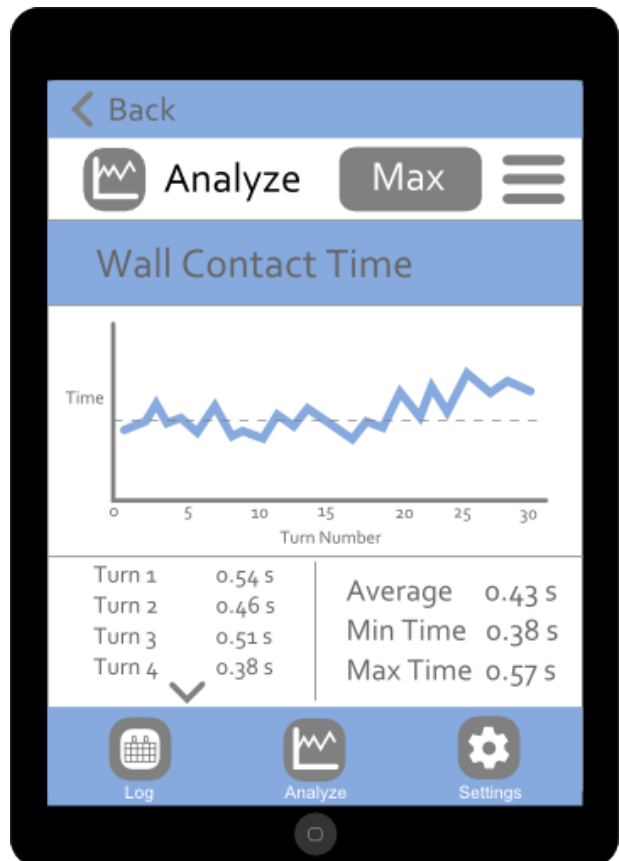 Back
Analyze Max
Wall Contact Time
Time
0 5 10 15 20 25 30
Turn Number
Turn 1 0.54 s
Turn 2 0.46 s
Turn 3 0.51 s
Turn 4 0.38 s
Average 0.43 s
Min Time 0.38 s
Max Time 0.57 s
Log Analyze Settings